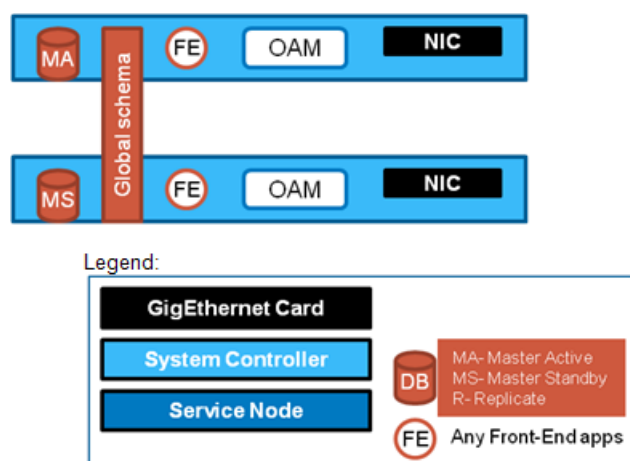 MA
FE
OAM
NIC
Global schema
MS
FE
OAM
NIC
Legend:
GigEthernet Card
System Controller
Service Node
DB
MA- Master Active
MS- Master Standby
R- Replicate
FE
Any Front-End apps